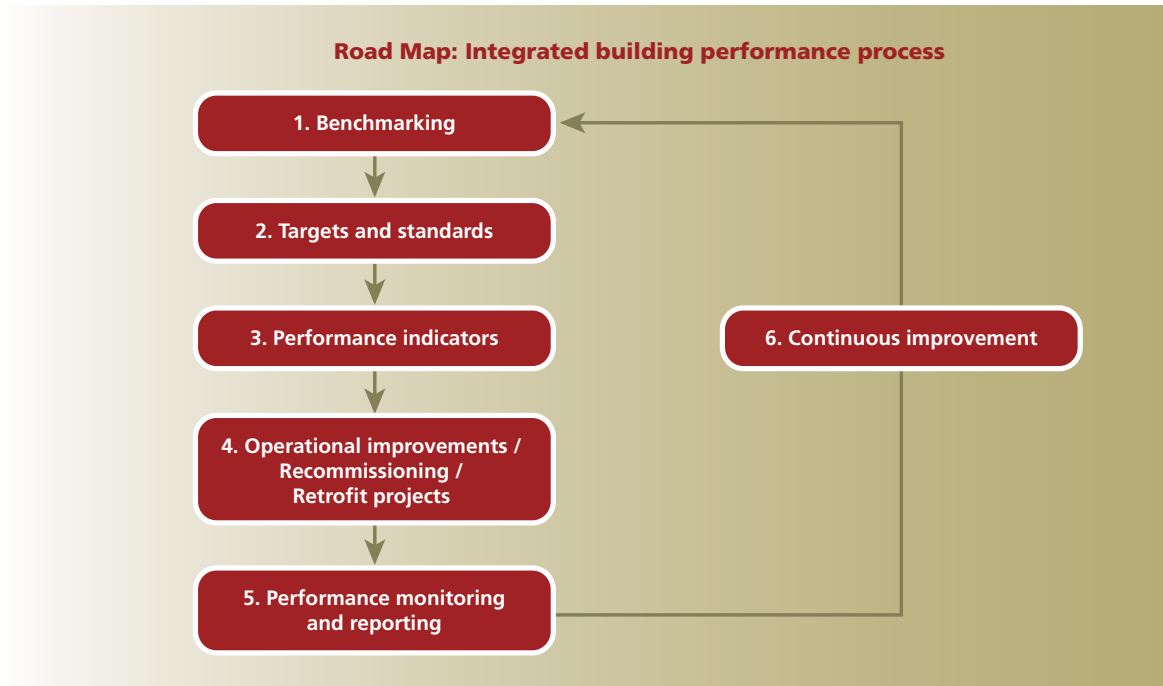 Road Map: Integrated building performance process
1. Benchmarking
2. Targets and standards
3. Performance indicators
4. Operational improvements /
Recommissioning /
Retrofit projects
5. Performance monitoring
and reporting
6. Continuous improvement